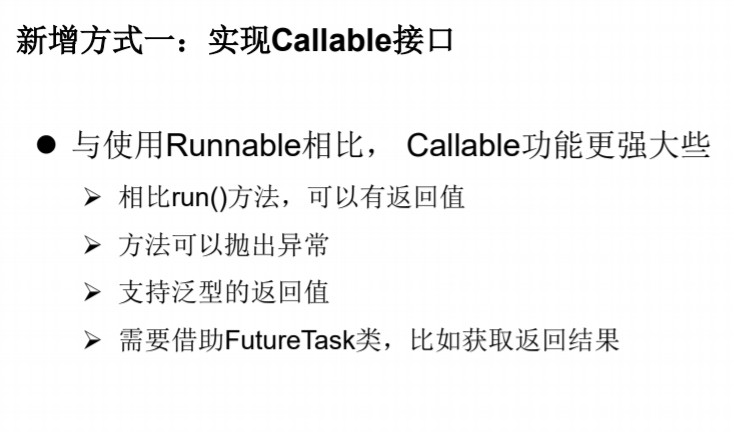 新增方式一：实现Callable接口
● 与使用Runnable相比， Callable功能更强大些
➢ 相比run()方法，可以有返回值
➢ 方法可以抛出异常
➢ 支持泛型的返回值
➢ 需要借助FutureTask类，比如获取返回结果